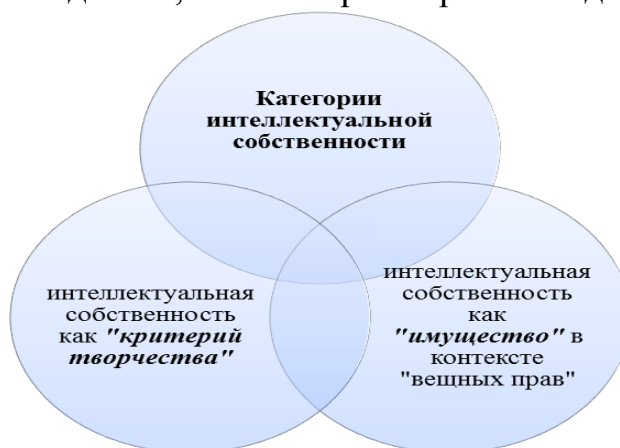 Категории
интеллектуальной
собственности
интеллектуальная
собственность
как "критерий
творчества"
интеллектуальная
собственность
как
"имущество" в
контексте
"вещных прав"